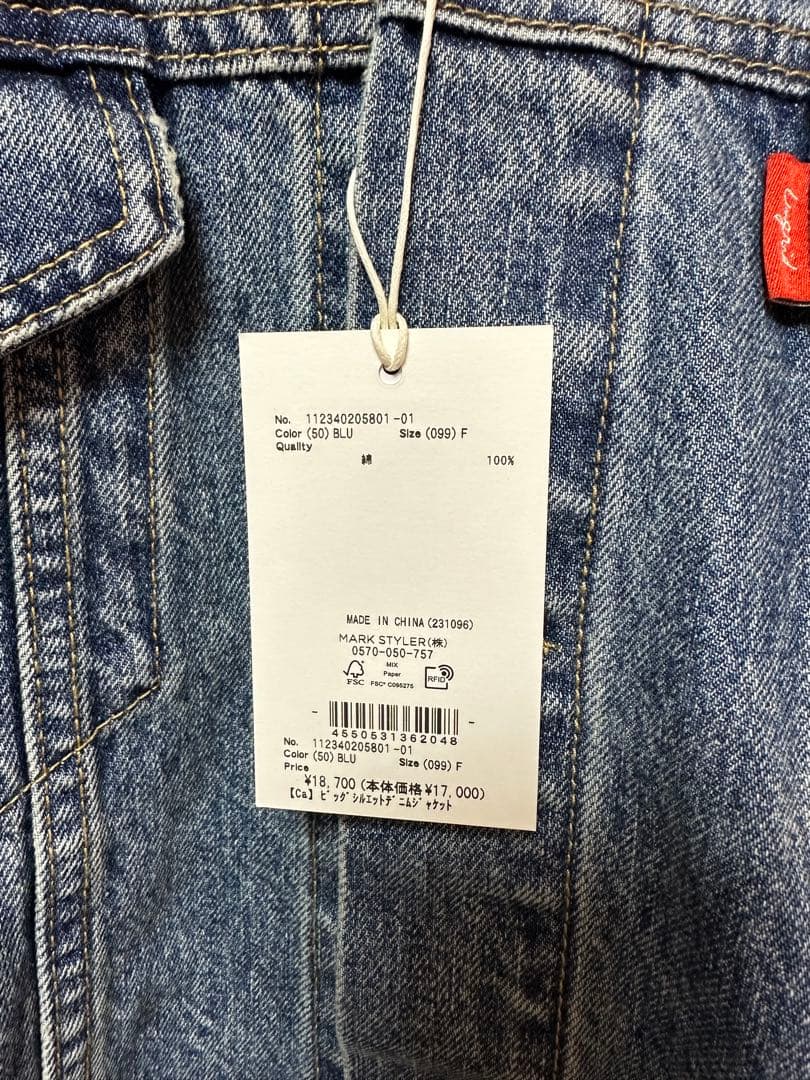 Ungrid
No. 112340205801-01
Color (50) BLU Size (099) F
Quality
綿 100%
MADE IN CHINA (231096)
MARK STYLER(株)
0570-050-757
FSC
MIX
Paper
FSC® C095275
RFID
4550531362048
No. 112340205801-01
Color (50) BLU Size (099) F
Price
¥18,700 (本体価格¥17,000)
【Ca】ビッグシルエットデニムジャケット